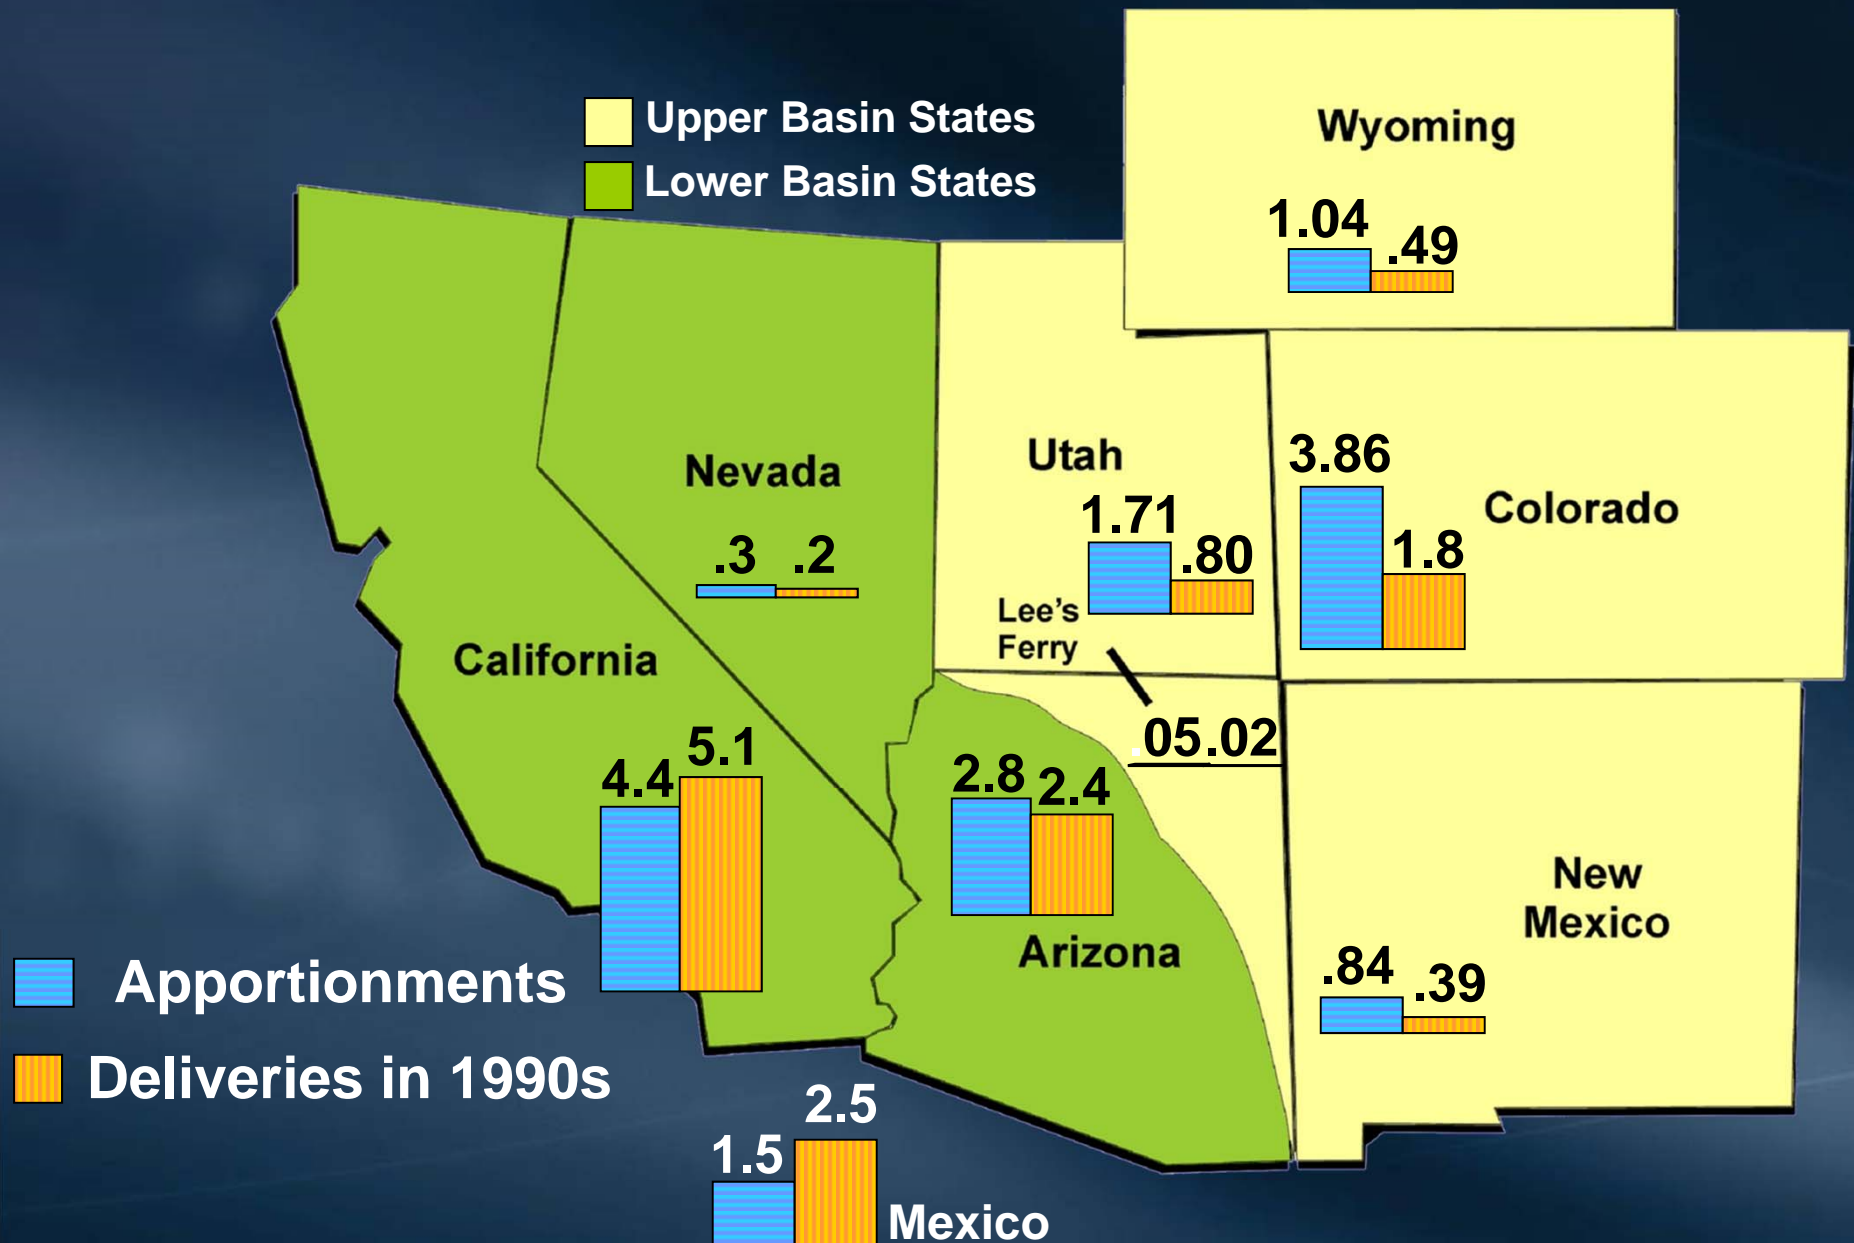 Upper Basin States
Lower Basin States
Wyoming
1.04
.49
Nevada
.3 .2
Utah
1.71
.80
3.86
1.8
Colorado
Lee's
Ferry
.05 .02
California
4.4
5.1
2.8
2.4
Arizona
New
Mexico
.84
.39
Apportionments
Deliveries in 1990s
1.5
2.5
Mexico